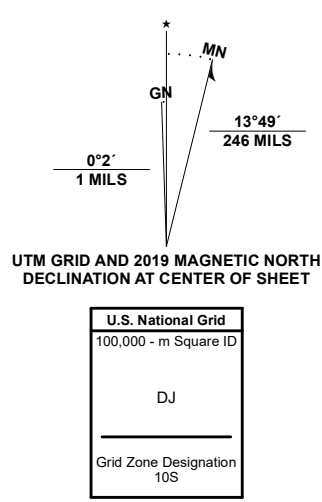 ★
MN
GN
13°49´
246 MILS
0°2´
1 MILS
UTM GRID AND 2019 MAGNETIC NORTH
DECLINATION AT CENTER OF SHEET
U.S. National Grid
100,000 - m Square ID
DJ
Grid Zone Designation
10S